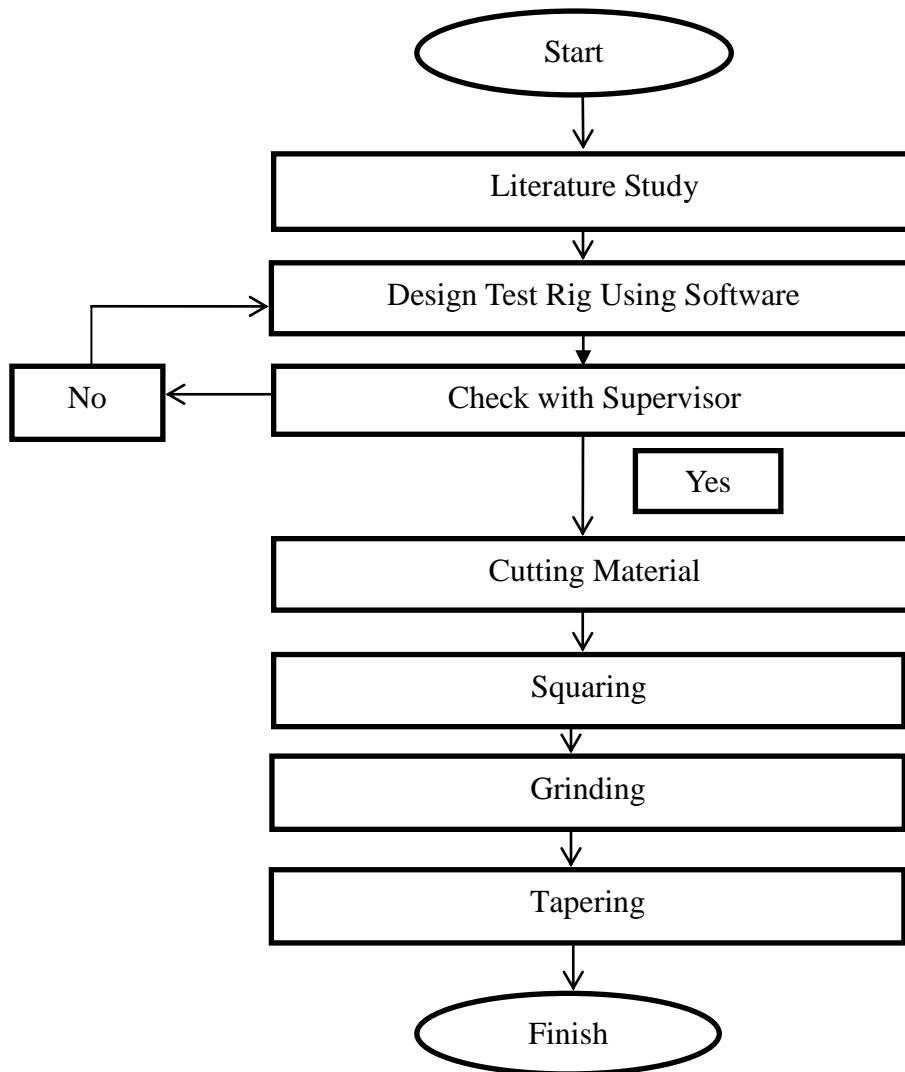 Start
Literature Study
Design Test Rig Using Software
No
Check with Supervisor
Yes
Cutting Material
Squaring
Grinding
Tapering
Finish